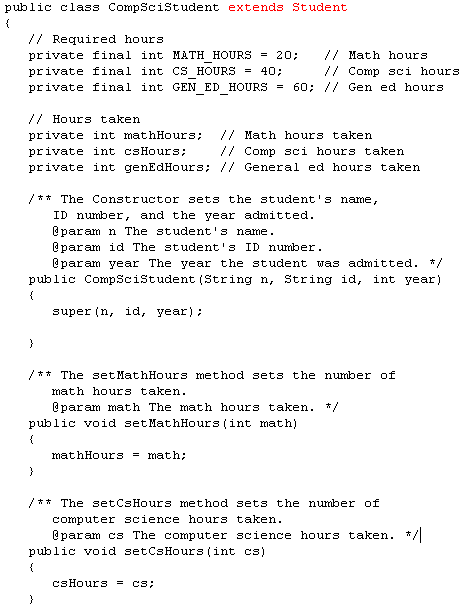 public class CompSciStudent extends Student
{
// Required hours
private final int MATH_HOURS = 20;   // Math hours
private final int CS_HOURS = 40;     // Comp sci hours
private final int GEN_ED_HOURS = 60; // Gen ed hours
// Hours taken
private int mathHours;  // Math hours taken
private int csHours;    // Comp sci hours taken
private int genEdHours; // General ed hours taken
/** The Constructor sets the student's name,
ID number, and the year admitted.
@param n The student's name.
@param id The student's ID number.
@param year The year the student was admitted. */
public CompSciStudent(String n, String id, int year)
{
super(n, id, year);
}
/** The setMathHours method sets the number of
math hours taken.
@param math The math hours taken. */
public void setMathHours(int math)
{
mathHours = math;
}
/** The setCsHours method sets the number of
computer science hours taken.
@param cs The computer science hours taken. */
public void setCsHours(int cs)
{
csHours = cs;
}